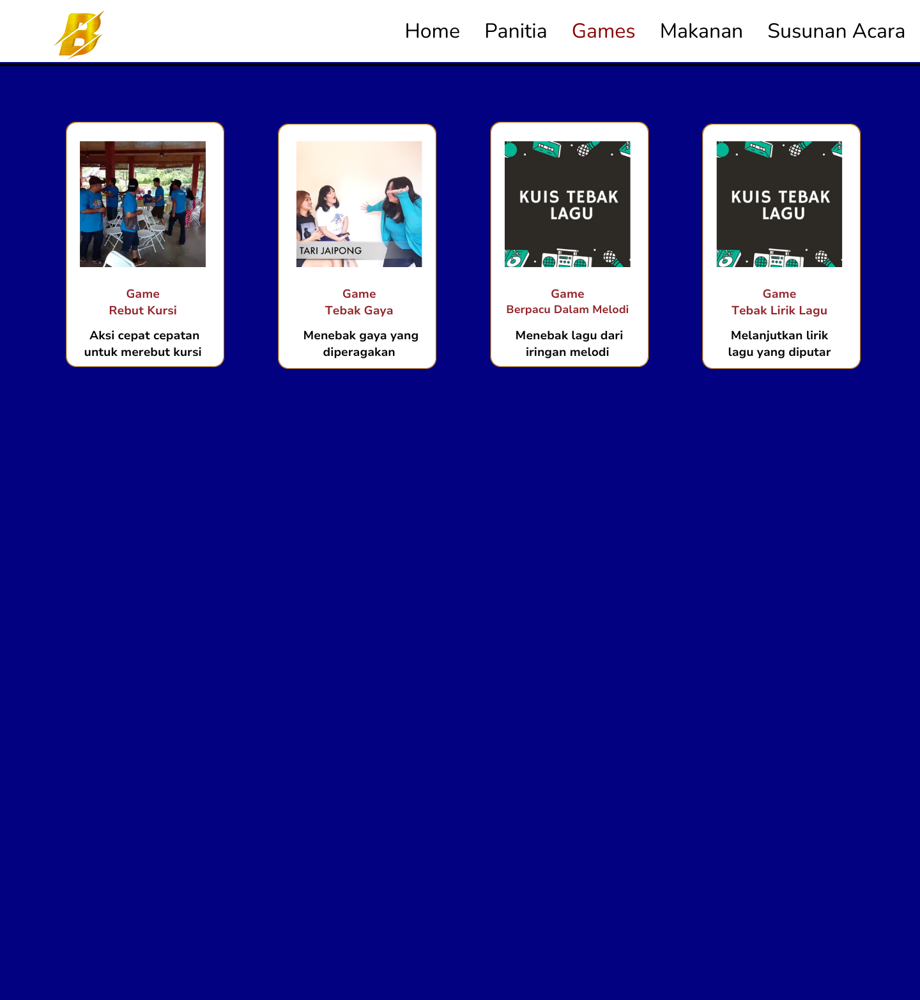 B
Home Panitia Games Makanan Susunan Acara
TARI JAIPONG
KUIS TEBAK
LAGU
KUIS TEBAK
LAGU
Game
Rebut Kursi
Aksi cepat cepatan
untuk merebut kursi
Game
Tebak Gaya
Menebak gaya yang
diperagakan
Game
Berpacu Dalam Melodi
Menebak lagu dari
iringan melodi
Game
Tebak Lirik Lagu
Melanjutkan lirik
lagu yang diputar